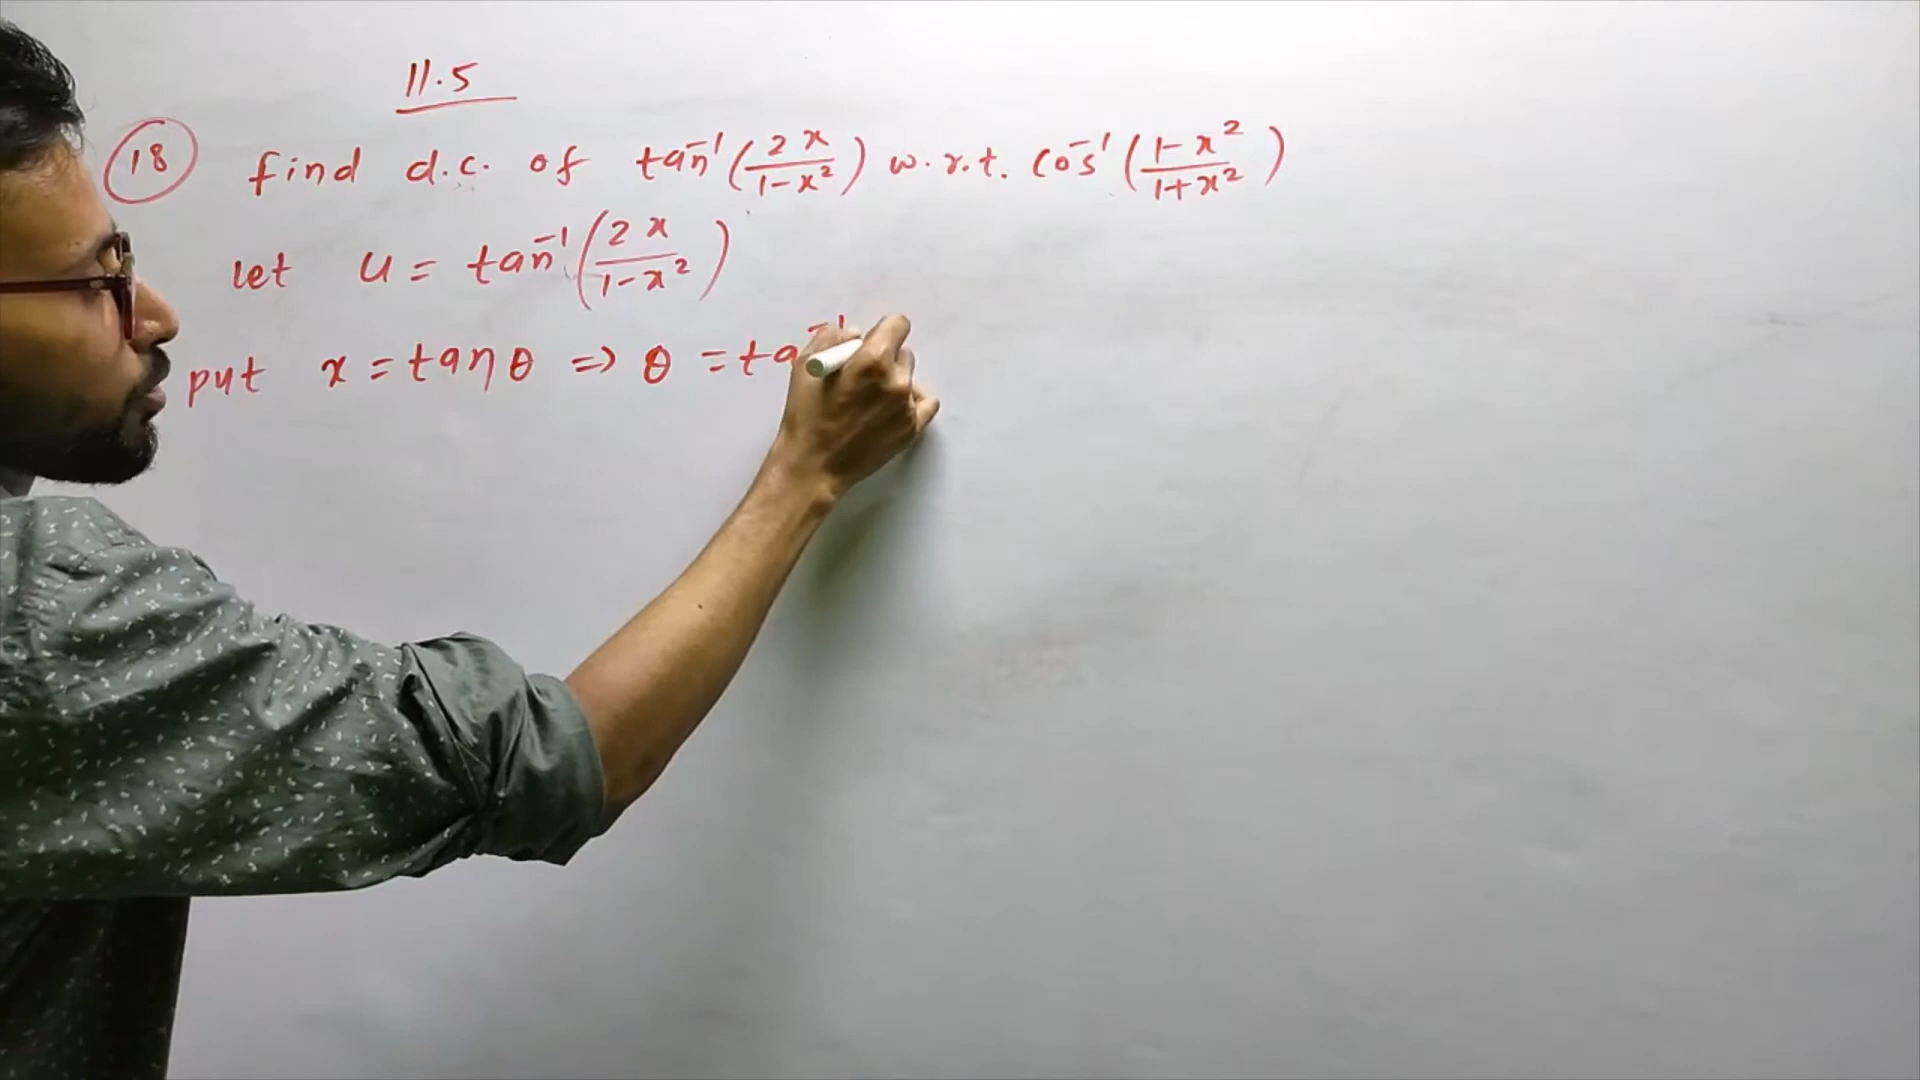 11.5
18 find d.c. of tan⁻¹(2x/1-x²) w.r.t. cos⁻¹(1-x²/1+x²)
let u = tan⁻¹(2x/1-x²)
put x = tanθ => θ = ta ⁻¹